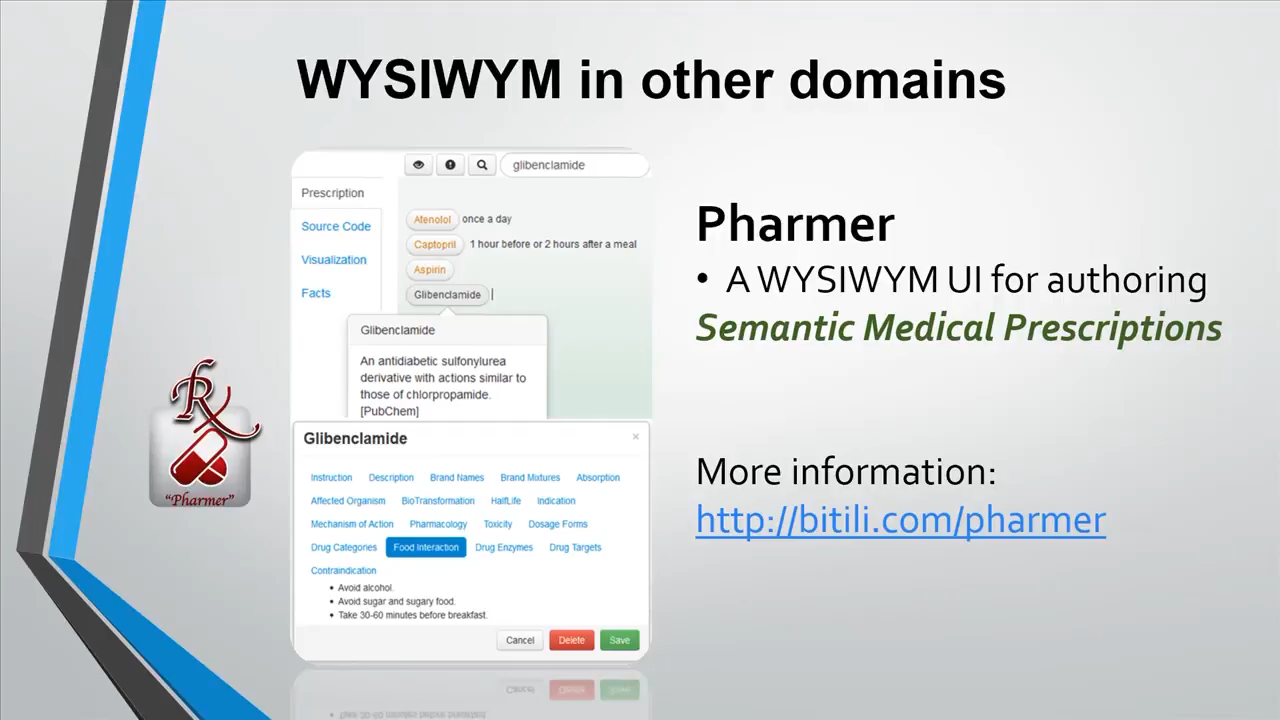 WYSIWYM in other domains
glibenclamide
Prescription
Source Code
Visualization
Facts
Atenolol once a day
Captopril 1 hour before or 2 hours after a meal
Aspirin
Glibenclamide
Glibenclamide
An antidiabetic sulfonylurea
derivative with actions similar to
those of chlorpropamide.
[PubChem]
Glibenclamide ×
Instruction Description Brand Names Brand Mixtures Absorption
Affected Organism BioTransformation HalfLife Indication
Mechanism of Action Pharmacology Toxicity Dosage Forms
Drug Categories Food Interaction Drug Enzymes Drug Targets
Contraindication
• Avoid alcohol.
• Avoid sugar and sugary food.
• Take 30-60 minutes before breakfast.
Cancel Delete Save
Rx
"Pharmer"
Pharmer
• A WYSIWYM UI for authoring
Semantic Medical Prescriptions
More information:
http://bitili.com/pharmer